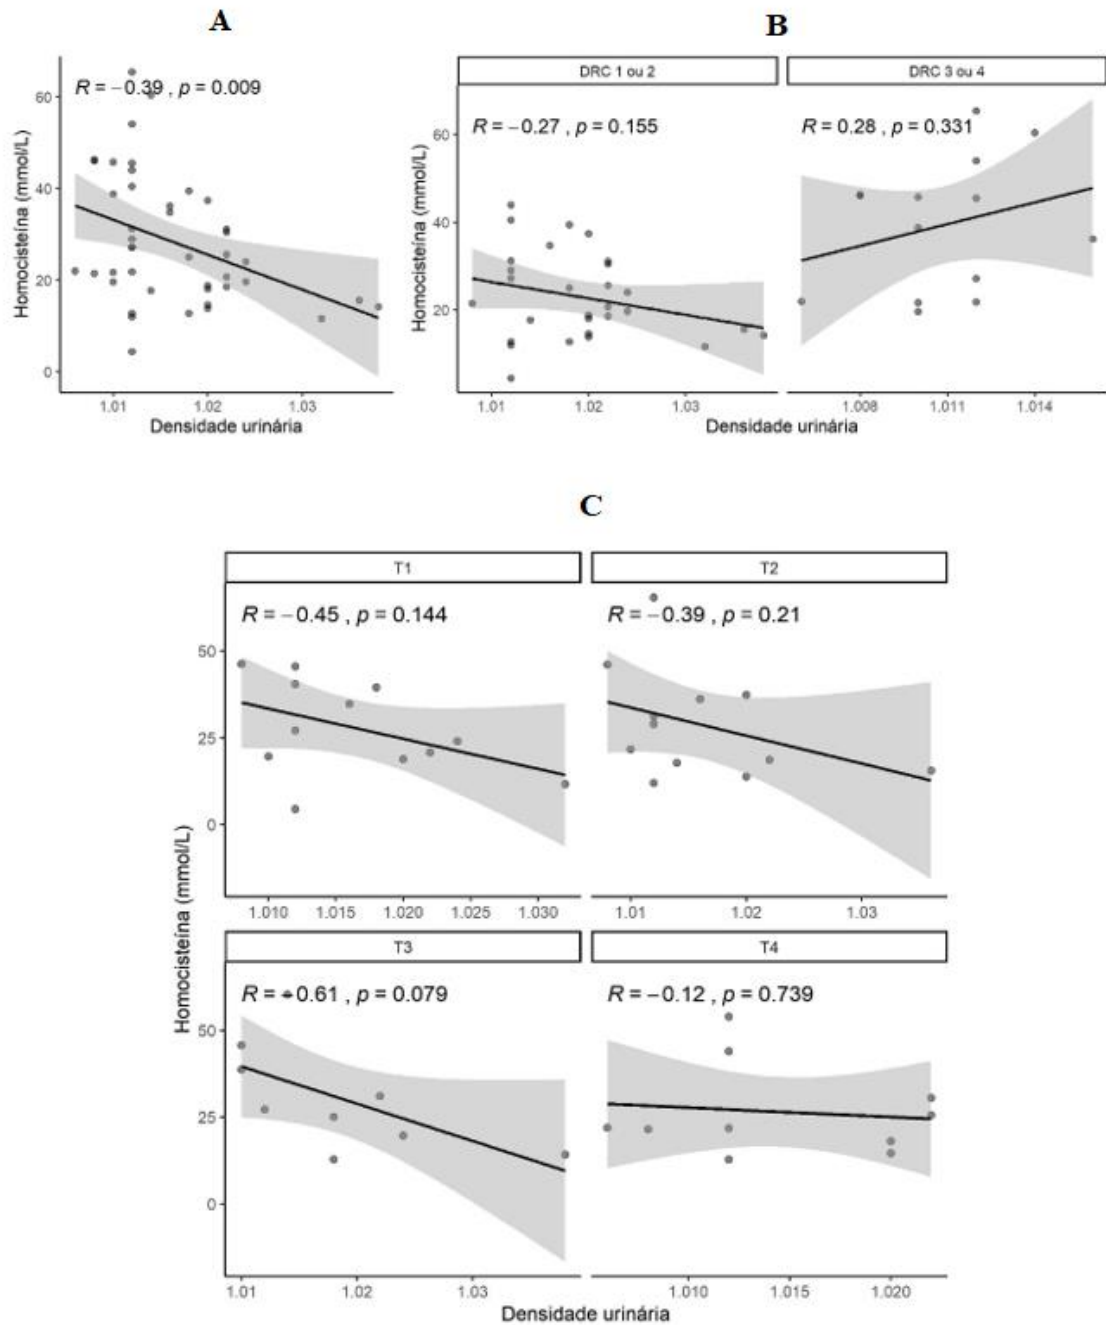 A
R = −0.39 , p = 0.009
Homocisteína (mmol/L)
60
40
20
0
1.01 1.02 1.03
Densidade urinária
B
DRC 1 ou 2 DRC 3 ou 4
R = −0.27 , p = 0.155 R = 0.28 , p = 0.331
Homocisteína (mmol/L)
60
40
20
1.01 1.02 1.03 1.008 1.011 1.014
Densidade urinária
C
T1 T2
R = −0.45 , p = 0.144 R = −0.39 , p = 0.21
50
25
0
1.010 1.015 1.020 1.025 1.030 1.01 1.02 1.03
Homocisteína (mmol/L)
T3 T4
R = −0.61 , p = 0.079 R = −0.12 , p = 0.739
50
25
0
1.01 1.02 1.03 1.010 1.015 1.020
Densidade urinária